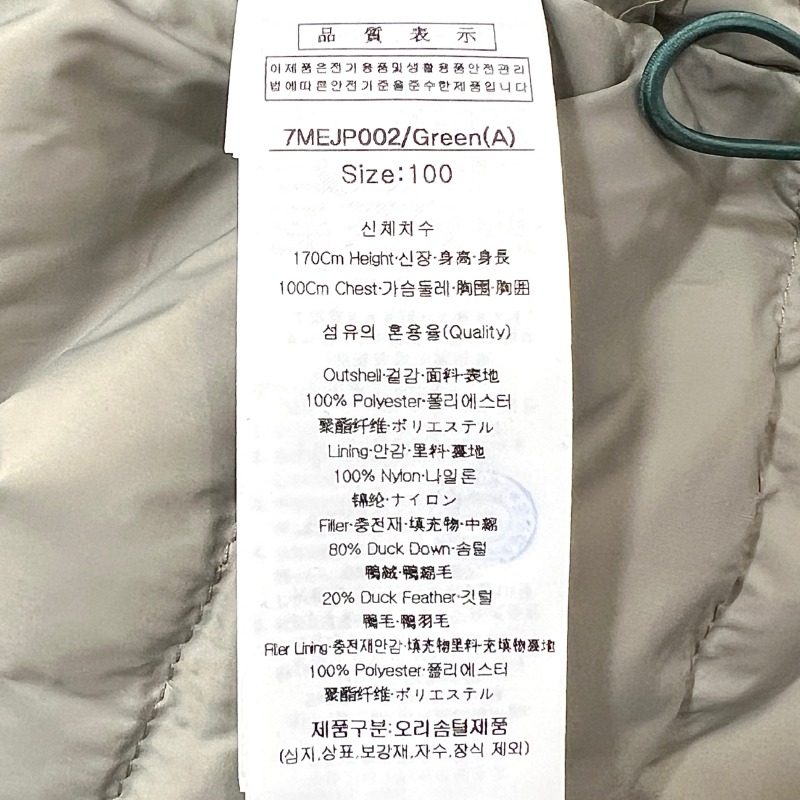 品質表示
이제품은전기용품및생활용품안전관리
법에따른안전기준을준수한제품입니다
7MEJP002/Green(A)
Size:100
신체치수
170Cm Height·신장·身高·身長
100Cm Chest·가슴둘레·胸围·胸囲
섬유의 혼용율(Quality)
Outshell·겉감·面料·表地
100% Polyester·폴리에스터
聚酯纤维·ポリエステル
Lining·안감·里料·裏地
100% Nylon·나일론
锦纶·ナイロン
Filler·충전재·填充物·中綿
80% Duck Down·솜털
鴨絨·鴨綿毛
20% Duck Feather·깃털
鴨毛·鴨羽毛
Filler Lining·충전재안감·填充物里料·充填物裏地
100% Polyester·폴리에스터
聚酯纤维·ポリエステル
제품구분:오리솜털제품
(심지,상표,보강재,자수,장식 제외)